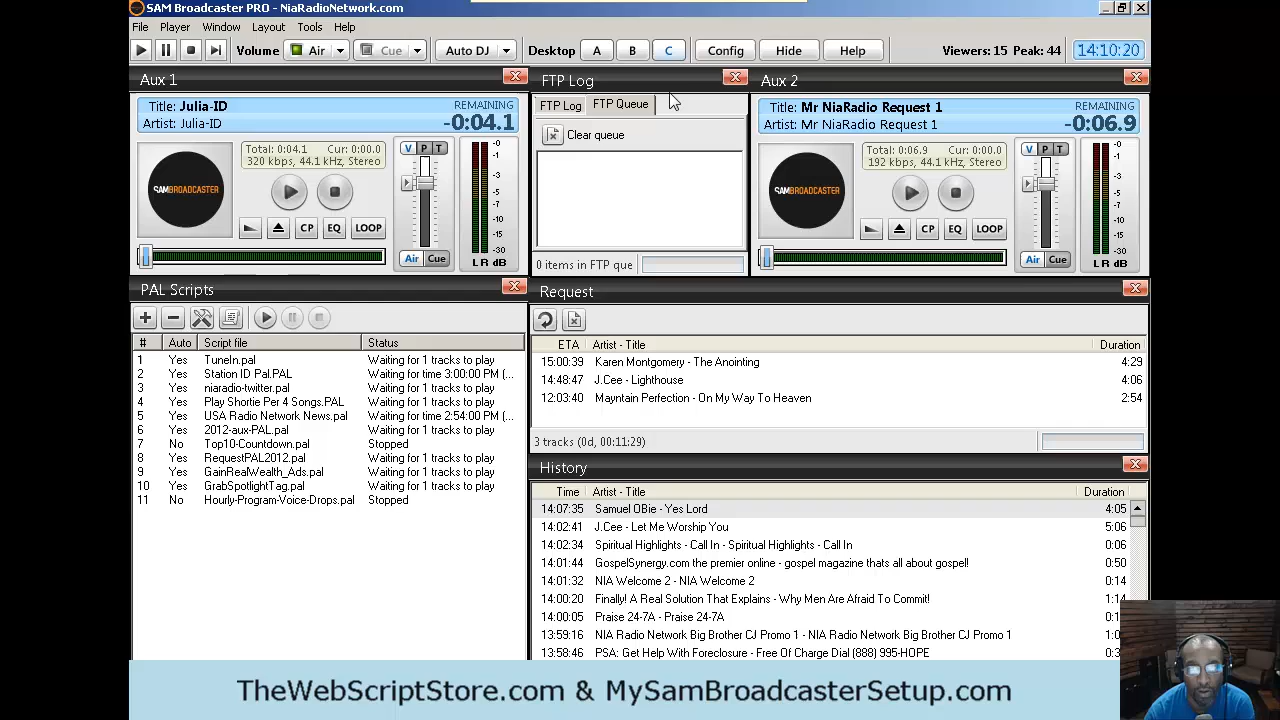 SAM Broadcaster PRO - NiaRadioNetwork.com
File Player Window Layout Tools Help
Volume Air Cue Auto DJ Desktop A B C Config Hide Help Viewers: 15 Peak: 44 14:10:20
Aux 1
Title: Julia-ID REMAINING
Artist: Julia-ID -0:04.1
Total: 0:04.1 Cur: 0:00.0
320 kbps, 44.1 kHz, Stereo
V P T
-0
-1
-3
-5
-7
-10
-15
-30
SAMBROADCASTER
CP EQ LOOP
Air Cue L R dB
FTP Log
FTP Log FTP Queue
Clear queue
0 items in FTP que
Aux 2
Title: Mr NiaRadio Request 1 REMAINING
Artist: Mr NiaRadio Request 1 -0:06.9
Total: 0:06.9 Cur: 0:00.0
192 kbps, 44.1 kHz, Stereo
V P T
-0
-1
-3
-5
-7
-10
-15
-30
SAMBROADCASTER
CP EQ LOOP
Air Cue L R dB
PAL Scripts
# Auto Script file Status
1 Yes TuneIn.pal Waiting for 1 tracks to play
2 Yes Station ID Pal.PAL Waiting for time 3:00:00 PM (...
3 Yes niaradio-twitter.pal Waiting for 1 tracks to play
4 Yes Play Shortie Per 4 Songs.PAL Waiting for 1 tracks to play
5 Yes USA Radio Network News.pal Waiting for time 2:54:00 PM (...
6 Yes 2012-aux-PAL.pal Waiting for 1 tracks to play
7 No Top10-Countdown.pal Stopped
8 Yes RequestPAL2012.pal Waiting for 1 tracks to play
9 Yes GainRealWealth_Ads.pal Waiting for 1 tracks to play
10 Yes GrabSpotlightTag.pal Waiting for 1 tracks to play
11 No Hourly-Program-Voice-Drops.pal Stopped
Request
ETA Artist - Title Duration
15:00:39 Karen Montgomery - The Anointing 4:29
14:48:47 J.Cee - Lighthouse 4:06
12:03:40 Mayntain Perfection - On My Way To Heaven 2:54
3 tracks (0d, 00:11:29)
History
Time Artist - Title Duration
14:07:35 Samuel OBie - Yes Lord 4:05
14:02:41 J.Cee - Let Me Worship You 5:06
14:02:34 Spiritual Highlights - Call In - Spiritual Highlights - Call In 0:06
14:01:44 GospelSynergy.com the premier online - gospel magazine thats all about gospel! 0:50
14:01:32 NIA Welcome 2 - NIA Welcome 2 0:14
14:00:20 Finally! A Real Solution That Explains - Why Men Are Afraid To Commit! 1:14
14:00:05 Praise 24-7A - Praise 24-7A
13:59:16 NIA Radio Network Big Brother CJ Promo 1 - NIA Radio Network Big Brother CJ Promo 1
13:58:46 PSA: Get Help With Foreclosure - Free Of Charge Dial (888) 995-HOPE
TheWebScriptStore.com & MySamBroadcasterSetup.com